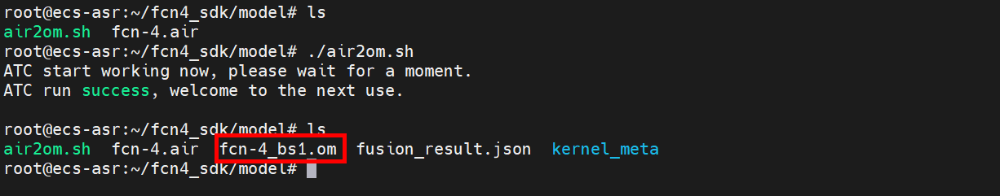 root@ecs-asr:~/fcn4_sdk/model# ls
air2om.sh  fcn-4.air
root@ecs-asr:~/fcn4_sdk/model# ./air2om.sh
ATC start working now, please wait for a moment.
ATC run success, welcome to the next use.
root@ecs-asr:~/fcn4_sdk/model# ls
air2om.sh  fcn-4.air  fcn-4_bs1.om  fusion_result.json  kernel_meta
root@ecs-asr:~/fcn4_sdk/model#